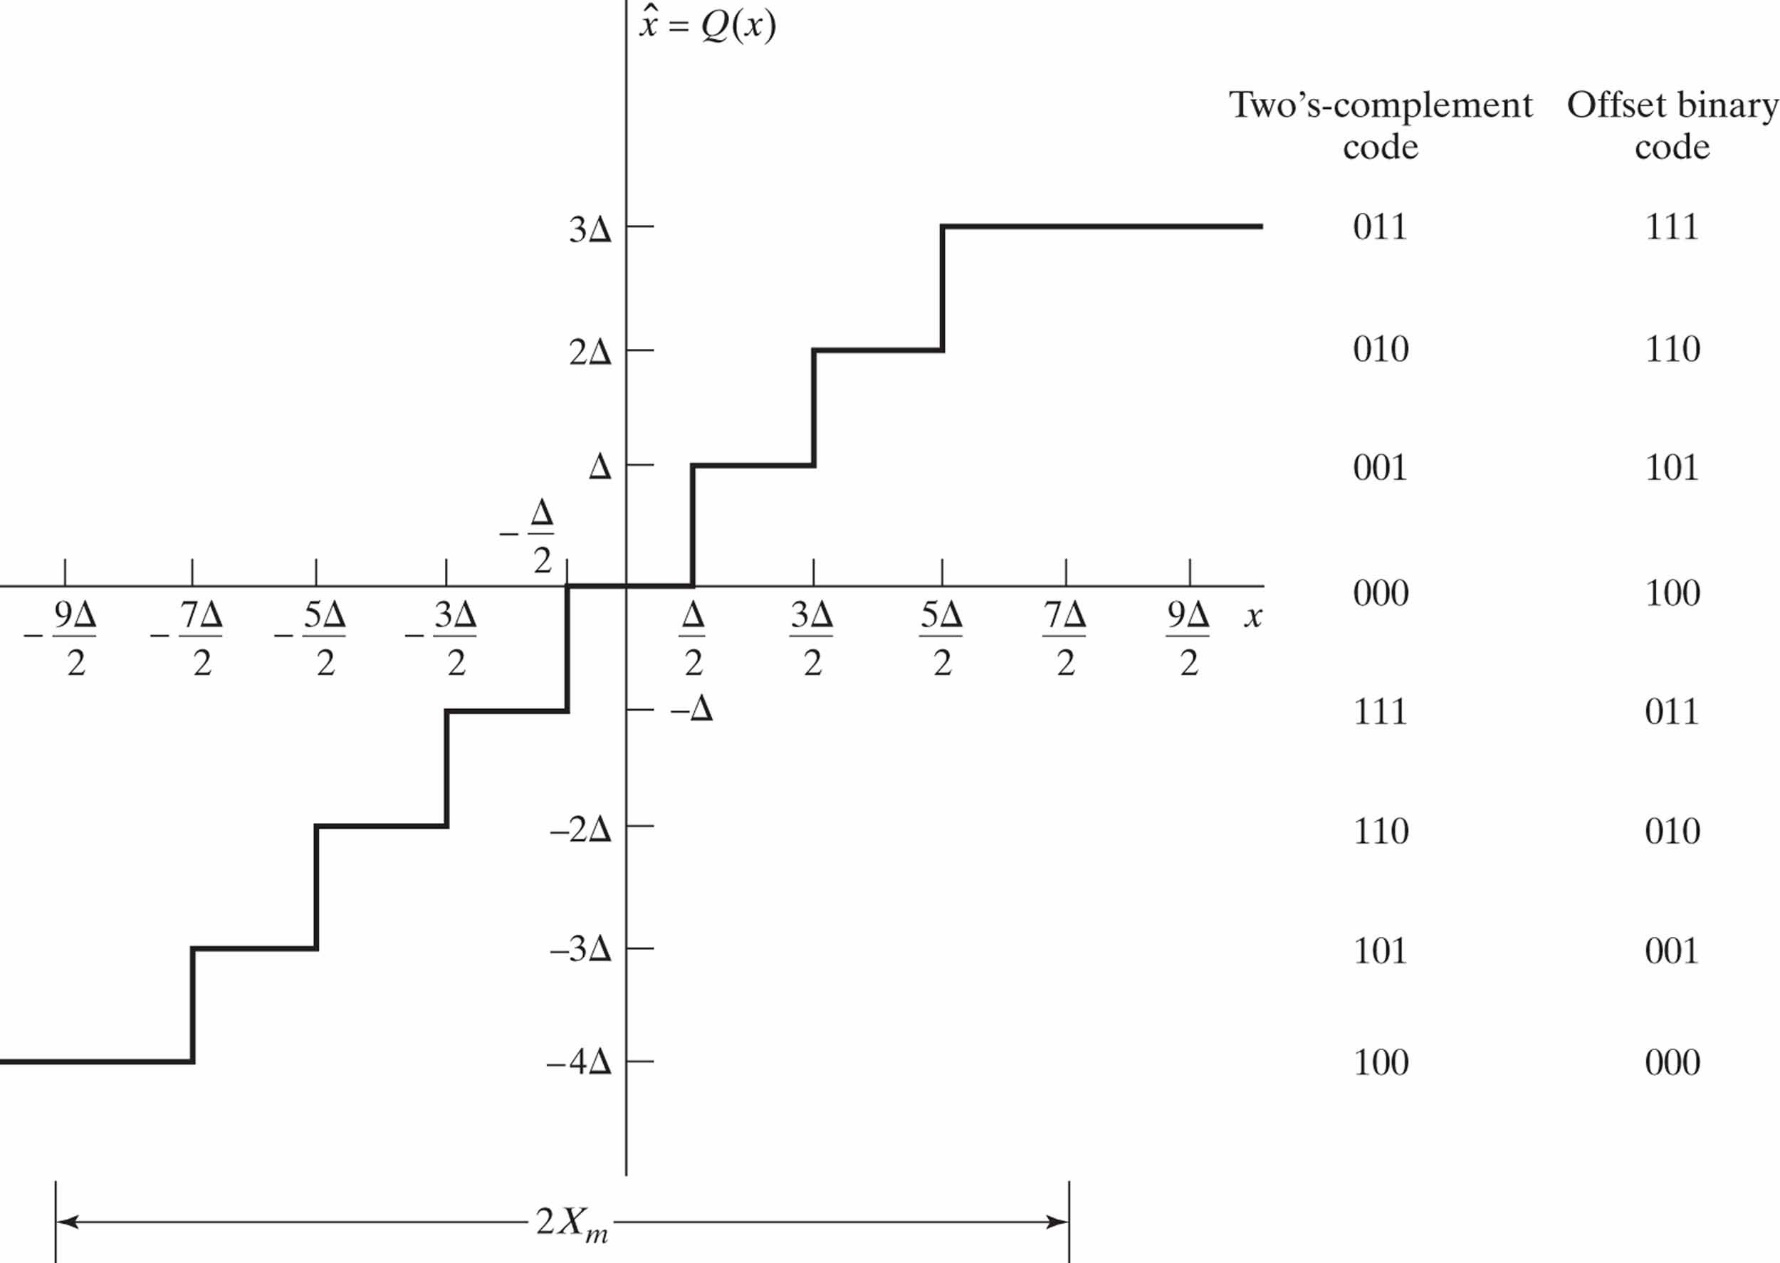 x̂ = Q(x)
Two's-complement code
Offset binary code
3Δ 011 111
2Δ 010 110
Δ 001 101
−Δ/2
000 100
−9Δ/2 −7Δ/2 −5Δ/2 −3Δ/2 Δ/2 3Δ/2 5Δ/2 7Δ/2 9Δ/2 x
−Δ 111 011
−2Δ 110 010
−3Δ 101 001
−4Δ 100 000
2Xₘ